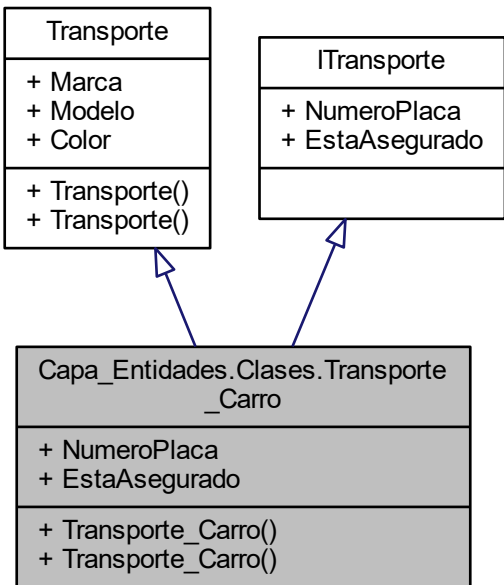 Transporte
+ Marca
+ Modelo
+ Color
+ Transporte()
+ Transporte()
ITransporte
+ NumeroPlaca
+ EstaAsegurado
Capa_Entidades.Clases.Transporte
_Carro
+ NumeroPlaca
+ EstaAsegurado
+ Transporte_Carro()
+ Transporte_Carro()